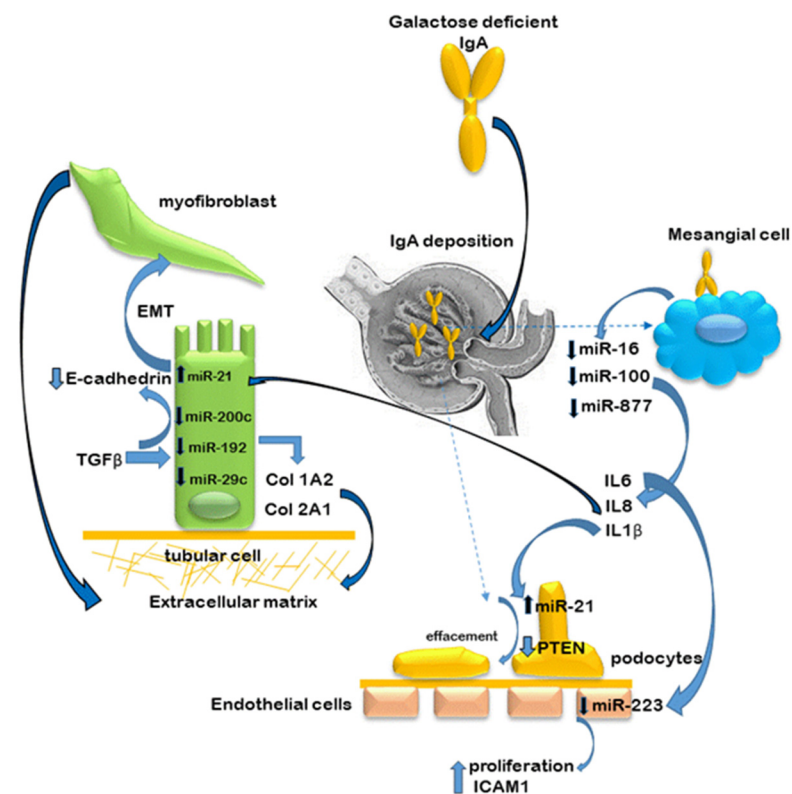 Galactose deficient
IgA
myofibroblast
IgA deposition
Mesangial cell
EMT
miR-16
miR-100
miR-877
E-cadhedrin
miR-21
miR-200c
TGFβ
miR-192
miR-29c
Col 1A2
Col 2A1
IL6
IL8
IL1β
tubular cell
Extracellular matrix
miR-21
effacement
PTEN
podocytes
Endothelial cells
miR-223
proliferation
ICAM1